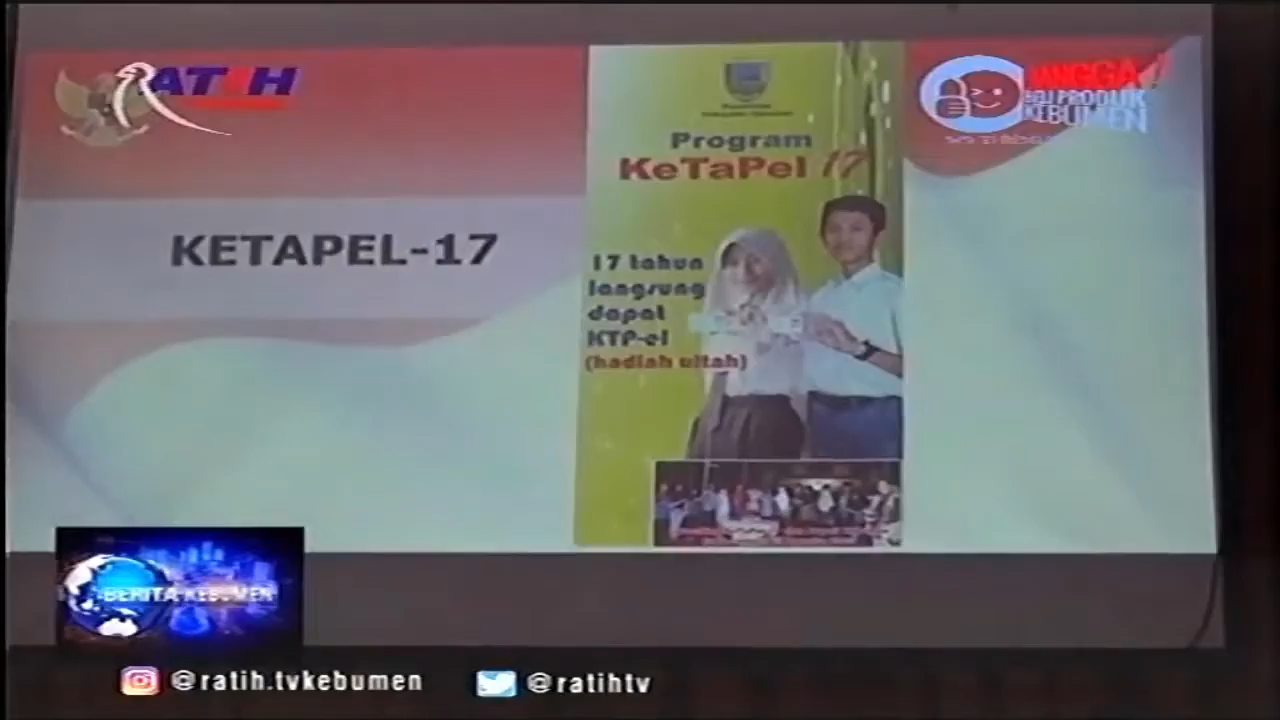 RATIH
BANGGA !
BELI PRODUK
KEBUMEN
KETAPEL-17
Program
KeTaPel 17
17 tahun
langsung
dapat
KTP-el
(hadiah ultah)
BERITA KEBUMEN
@ratih.tvkebumen
@ratihtv